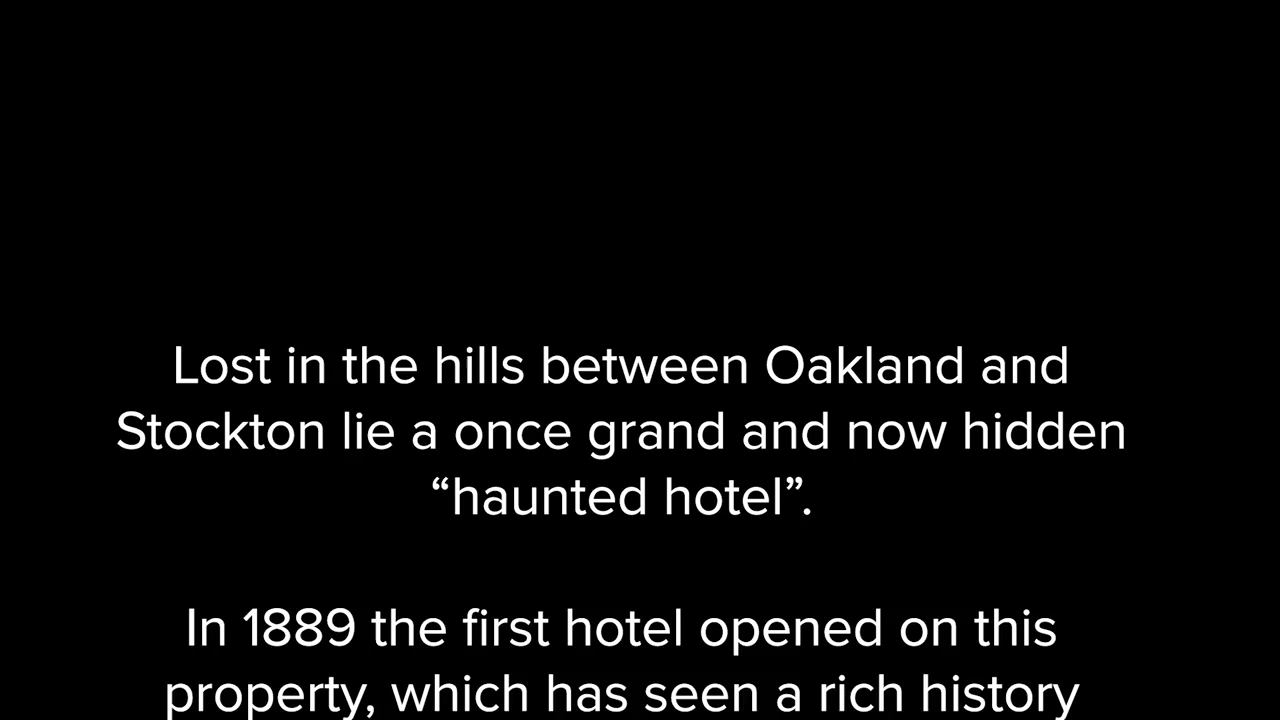 Lost in the hills between Oakland and
Stockton lie a once grand and now hidden
“haunted hotel”.
In 1889 the first hotel opened on this
property, which has seen a rich history